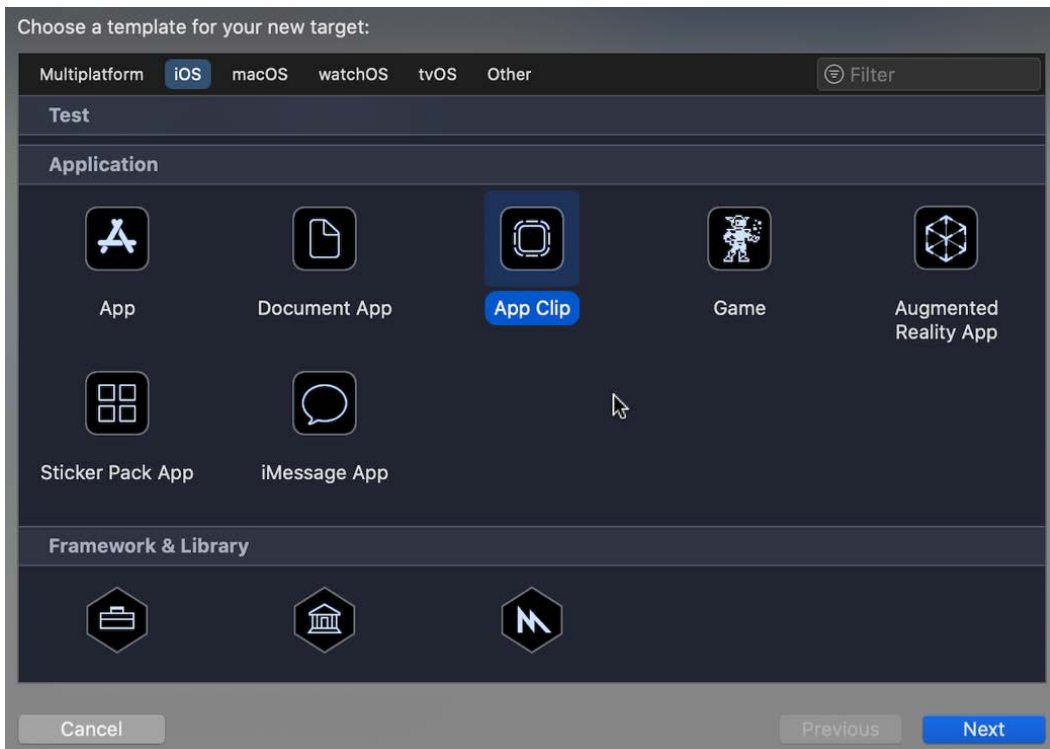 Choose a template for your new target:
Multiplatform iOS macOS watchOS tvOS Other Filter
Test
Application
App Document App App Clip Game Augmented
Reality App
Sticker Pack App iMessage App
Framework & Library
Cancel Previous Next